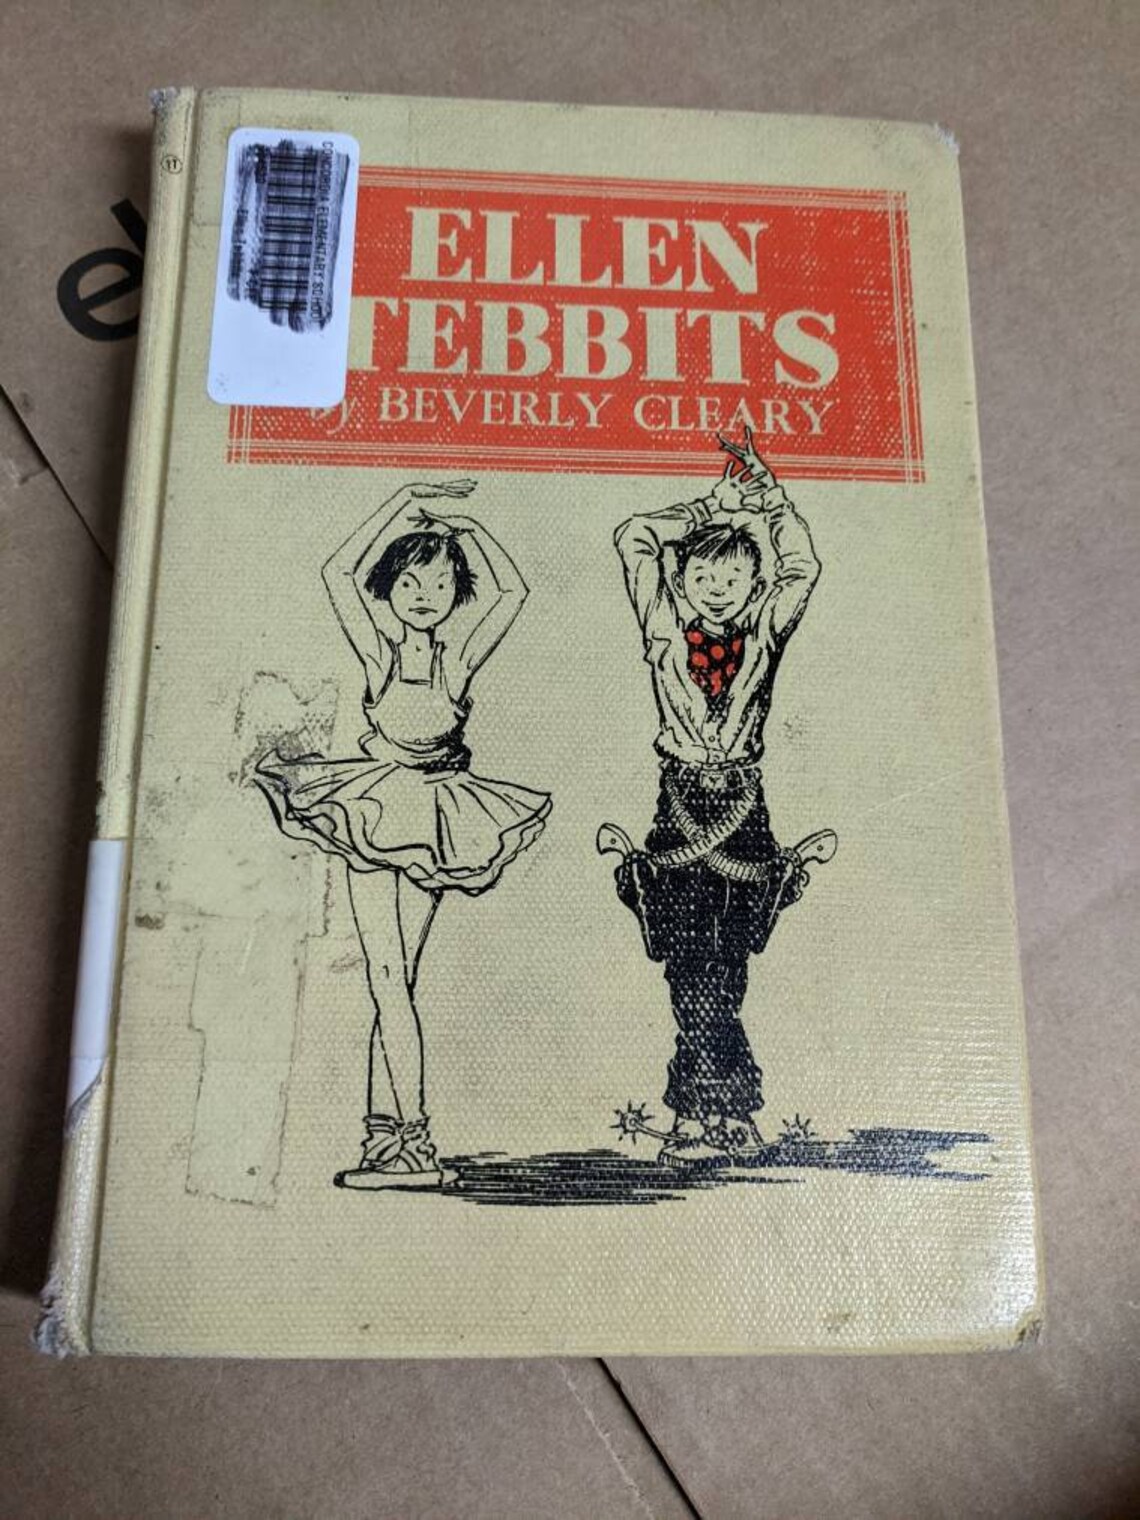 CONCORDIA ELEMENTARY SCHOOL
ELLEN
TEBBITS
by BEVERLY CLEARY